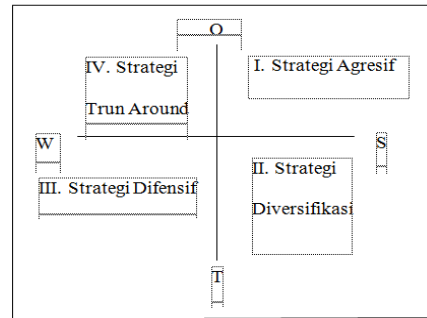 O
IV. Strategi
Trun Around
I. Strategi Agresif
W
S
III. Strategi Difensif
II. Strategi
Diversifikasi
T